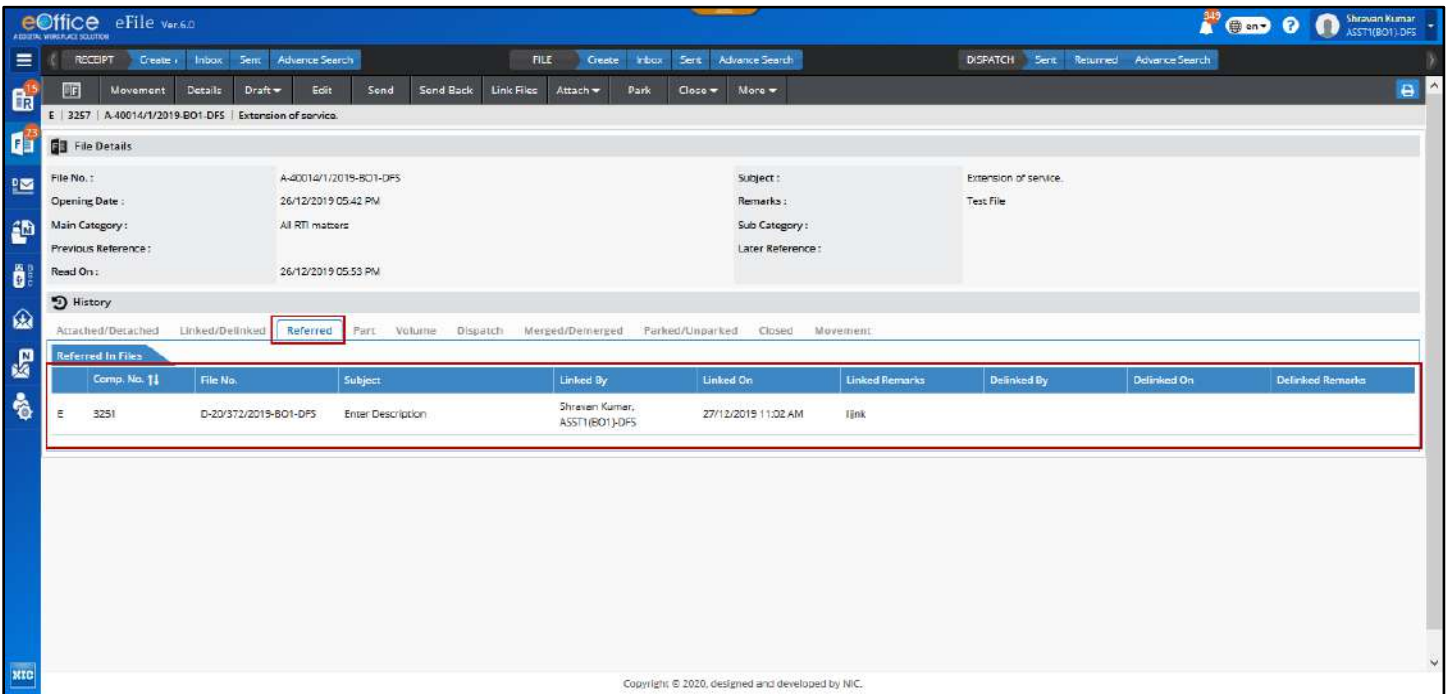 eOffice eFile Ver.6.0
A DIGITAL WORKPLACE SOLUTION
349 en ? Shravan Kumar
ASST1(BO1)-DFS
RECEIPT Create Inbox Sent Advance Search FILE Create Inbox Sent Advance Search DISPATCH Sent Returned Advance Search
Movement Details Draft Edit Send Send Back Link Files Attach Park Close More
E | 3257 | A-40014/1/2019-BO1-DFS | Extension of service.
15
R
23
F
File Details
File No. : A-40014/1/2019-BO1-DFS Subject : Extension of service.
Opening Date : 26/12/2019 05:42 PM Remarks : Test File
Main Category : All RTI matters Sub Category :
Previous Reference : Later Reference :
Read On : 26/12/2019 05:53 PM
History
Attached/Detached Linked/Delinked Referred Part Volume Dispatch Merged/Demerged Parked/Unparked Closed Movement
Referred In Files
Comp. No. File No. Subject Linked By Linked On Linked Remarks Delinked By Delinked On Delinked Remarks
E 3251 D-20/372/2019-BO1-DFS Enter Description Shravan Kumar, 27/12/2019 11:02 AM
ASST1(BO1)-DFS
NIC
Copyright © 2020, designed and developed by NIC.